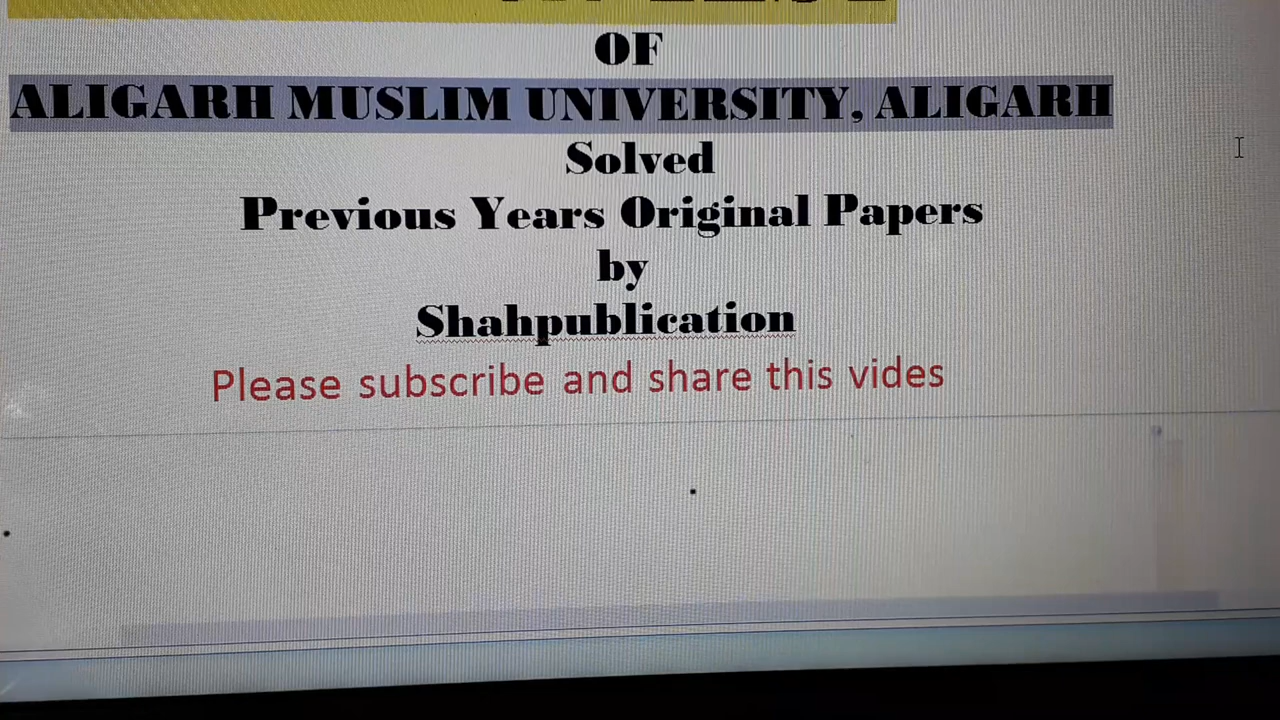 OF
ALIGARH MUSLIM UNIVERSITY, ALIGARH
Solved
Previous Years Original Papers
by
Shahpublication
Please subscribe and share this vides